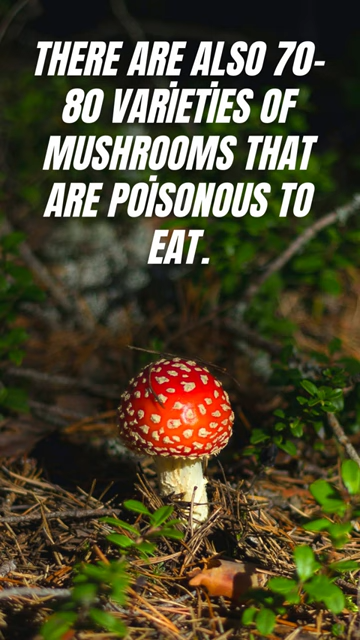 THERE ARE ALSO 70-
80 VARİETİES OF
MUSHROOMS THAT
ARE POİSONOUS TO
EAT.